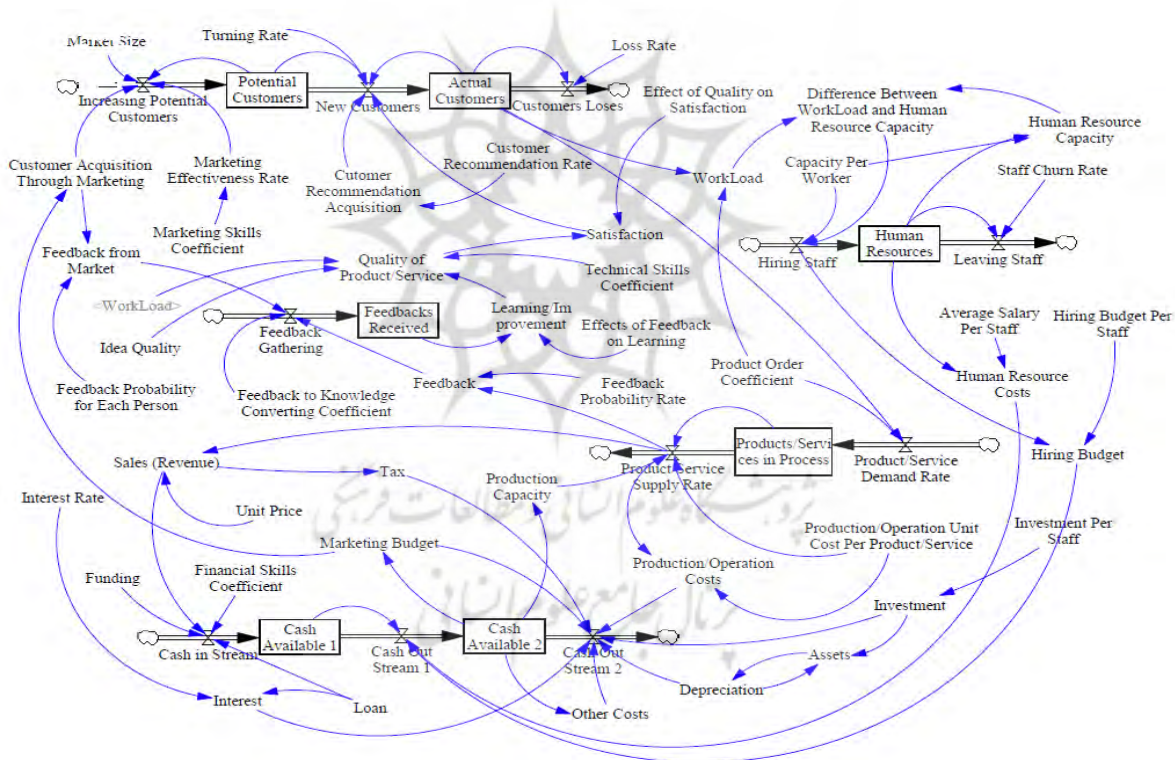 Market Size
Turning Rate
Loss Rate
Potential
Customers
Actual
Customers
Increasing Potential
Customers
New Customers
Customers Loses
Effect of Quality on
Satisfaction
Difference Between
WorkLoad and Human
Resource Capacity
Human Resource
Capacity
Customer Acquisition
Through Marketing
Marketing
Effectiveness Rate
Customer
Recommendation Rate
Cutomer
Recommendation
Acquisition
WorkLoad
Capacity Per
Worker
Staff Churn Rate
Marketing Skills
Coefficient
Satisfaction
Human
Resources
Hiring Staff
Leaving Staff
Feedback from
Market
Quality of
Product/Service
Technical Skills
Coefficient
<WorkLoad>
Feedbacks
Received
Learning/Im
provement
Feedback
Gathering
Effects of Feedback
on Learning
Idea Quality
Average Salary
Per Staff
Hiring Budget Per
Staff
Product Order
Coefficient
Feedback Probability
for Each Person
Feedback to Knowledge
Converting Coefficient
Feedback
Feedback
Probability Rate
Human Resource
Costs
Products/Servi
ces in Process
Product/Service
Supply Rate
Product/Service
Demand Rate
Hiring Budget
Sales (Revenue)
Tax
Production
Capacity
Interest Rate
Unit Price
پژوهشگاه علوم انسانی و مطالعات فرهنگی
Production/Operation Unit
Cost Per Product/Service
Investment Per
Staff
Marketing Budget
Production/Operation
Costs
Funding
Financial Skills
Coefficient
پرتال جامع علوم انسانی
Investment
Cash
Available 1
Cash
Available 2
Cash in Stream
Cash Out
Stream 1
Cash Out
Stream 2
Assets
Depreciation
Interest
Loan
Other Costs